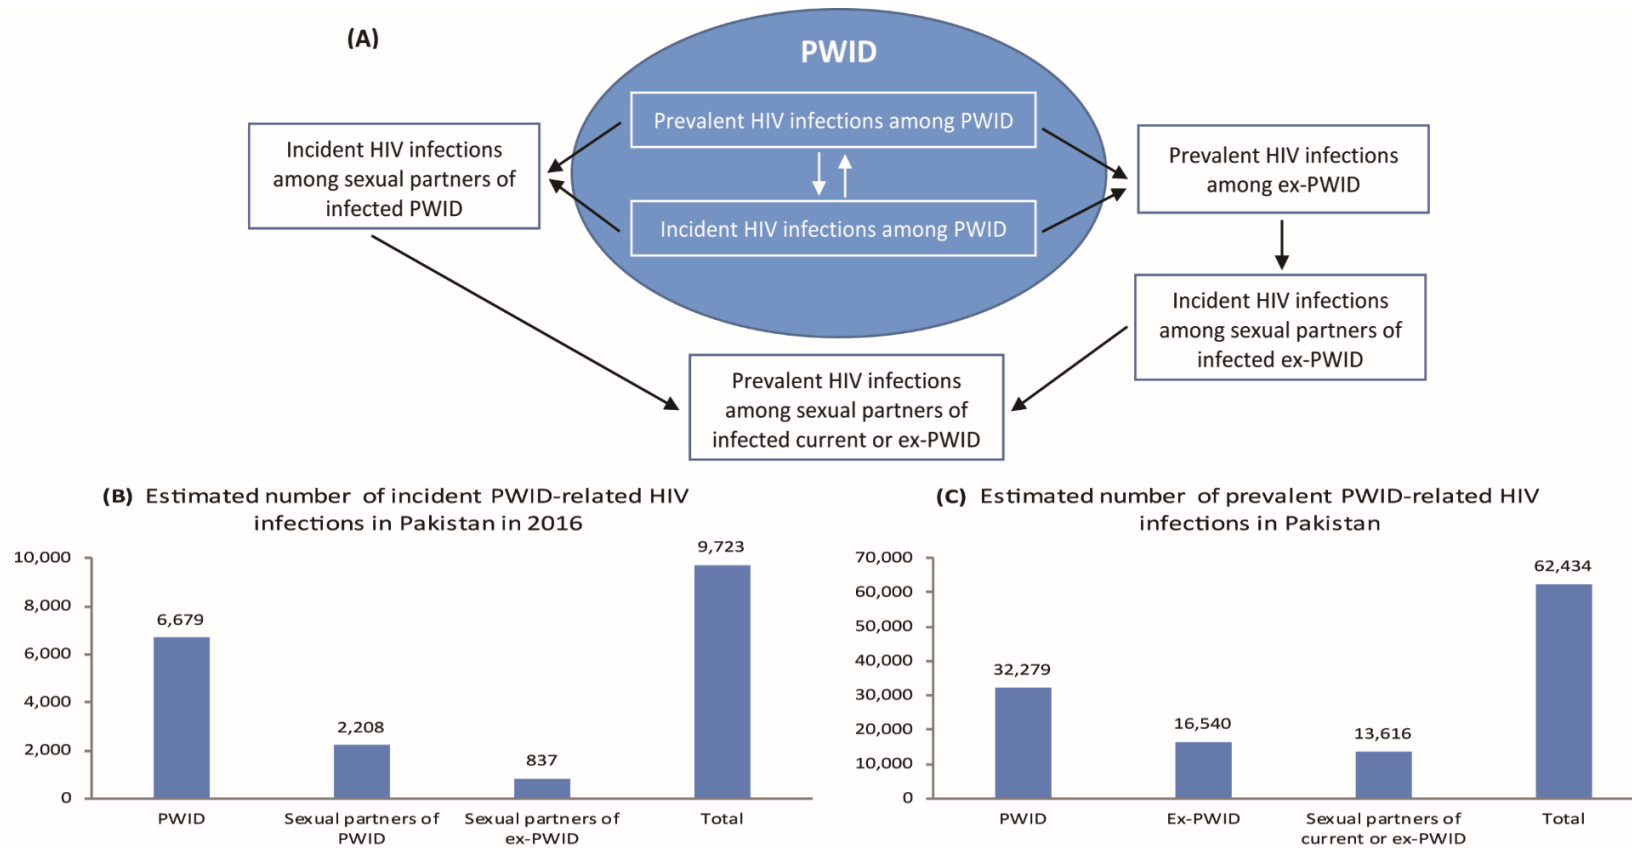 (A)
PWID
Prevalent HIV infections among PWID
Incident HIV infections among PWID
Incident HIV infections
among sexual partners of
infected PWID
Prevalent HIV infections
among ex-PWID
Incident HIV infections
among sexual partners of
infected ex-PWID
Prevalent HIV infections
among sexual partners of
infected current or ex-PWID
(B) Estimated number of incident PWID-related HIV
infections in Pakistan in 2016
10,000
8,000
6,000
4,000
2,000
0
6,679
2,208
837
9,723
PWID
Sexual partners of
PWID
Sexual partners of
ex-PWID
Total
(C) Estimated number of prevalent PWID-related HIV
infections in Pakistan
70,000
60,000
50,000
40,000
30,000
20,000
10,000
0
32,279
16,540
13,616
62,434
PWID
Ex-PWID
Sexual partners of
current or ex-PWID
Total